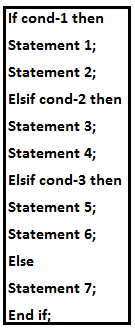 If cond-1 then
Statement 1;
Statement 2;
Elsif cond-2 then
Statement 3;
Statement 4;
Elsif cond-3 then
Statement 5;
Statement 6;
Else
Statement 7;
End if;